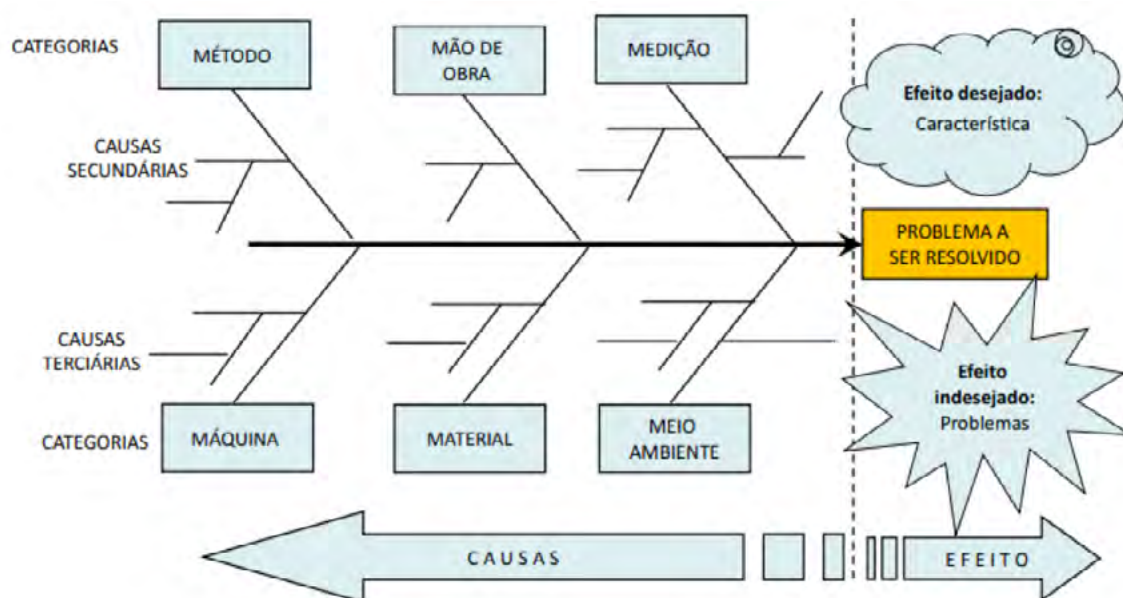 CATEGORIAS
MÉTODO
MÃO DE
OBRA
MEDIÇÃO
Efeito desejado:
Característica
CAUSAS
SECUNDÁRIAS
PROBLEMA A
SER RESOLVIDO
CAUSAS
TERCIÁRIAS
Efeito
indesejado:
Problemas
CATEGORIAS
MÁQUINA
MATERIAL
MEIO
AMBIENTE
CAUSAS
EFEITO